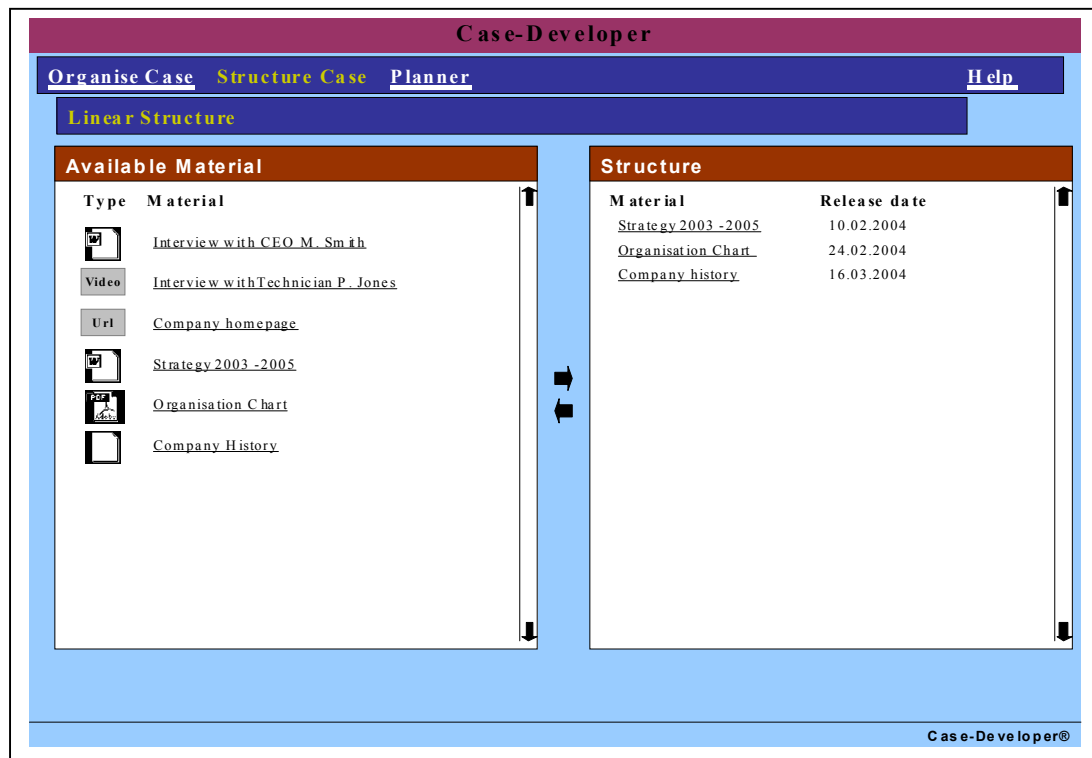 Case-Developer
Organise Case Structure Case Planner Help
Linear Structure
Available Material
Type Material
W Interview with CEO M. Smith
Video Interview with Technician P. Jones
Url Company homepage
W Strategy 2003 -2005
PDF Organisation Chart
Company History
Structure
Material Release date
Strategy 2003 -2005 10.02.2004
Organisation Chart 24.02.2004
Company history 16.03.2004
Case-Developer®